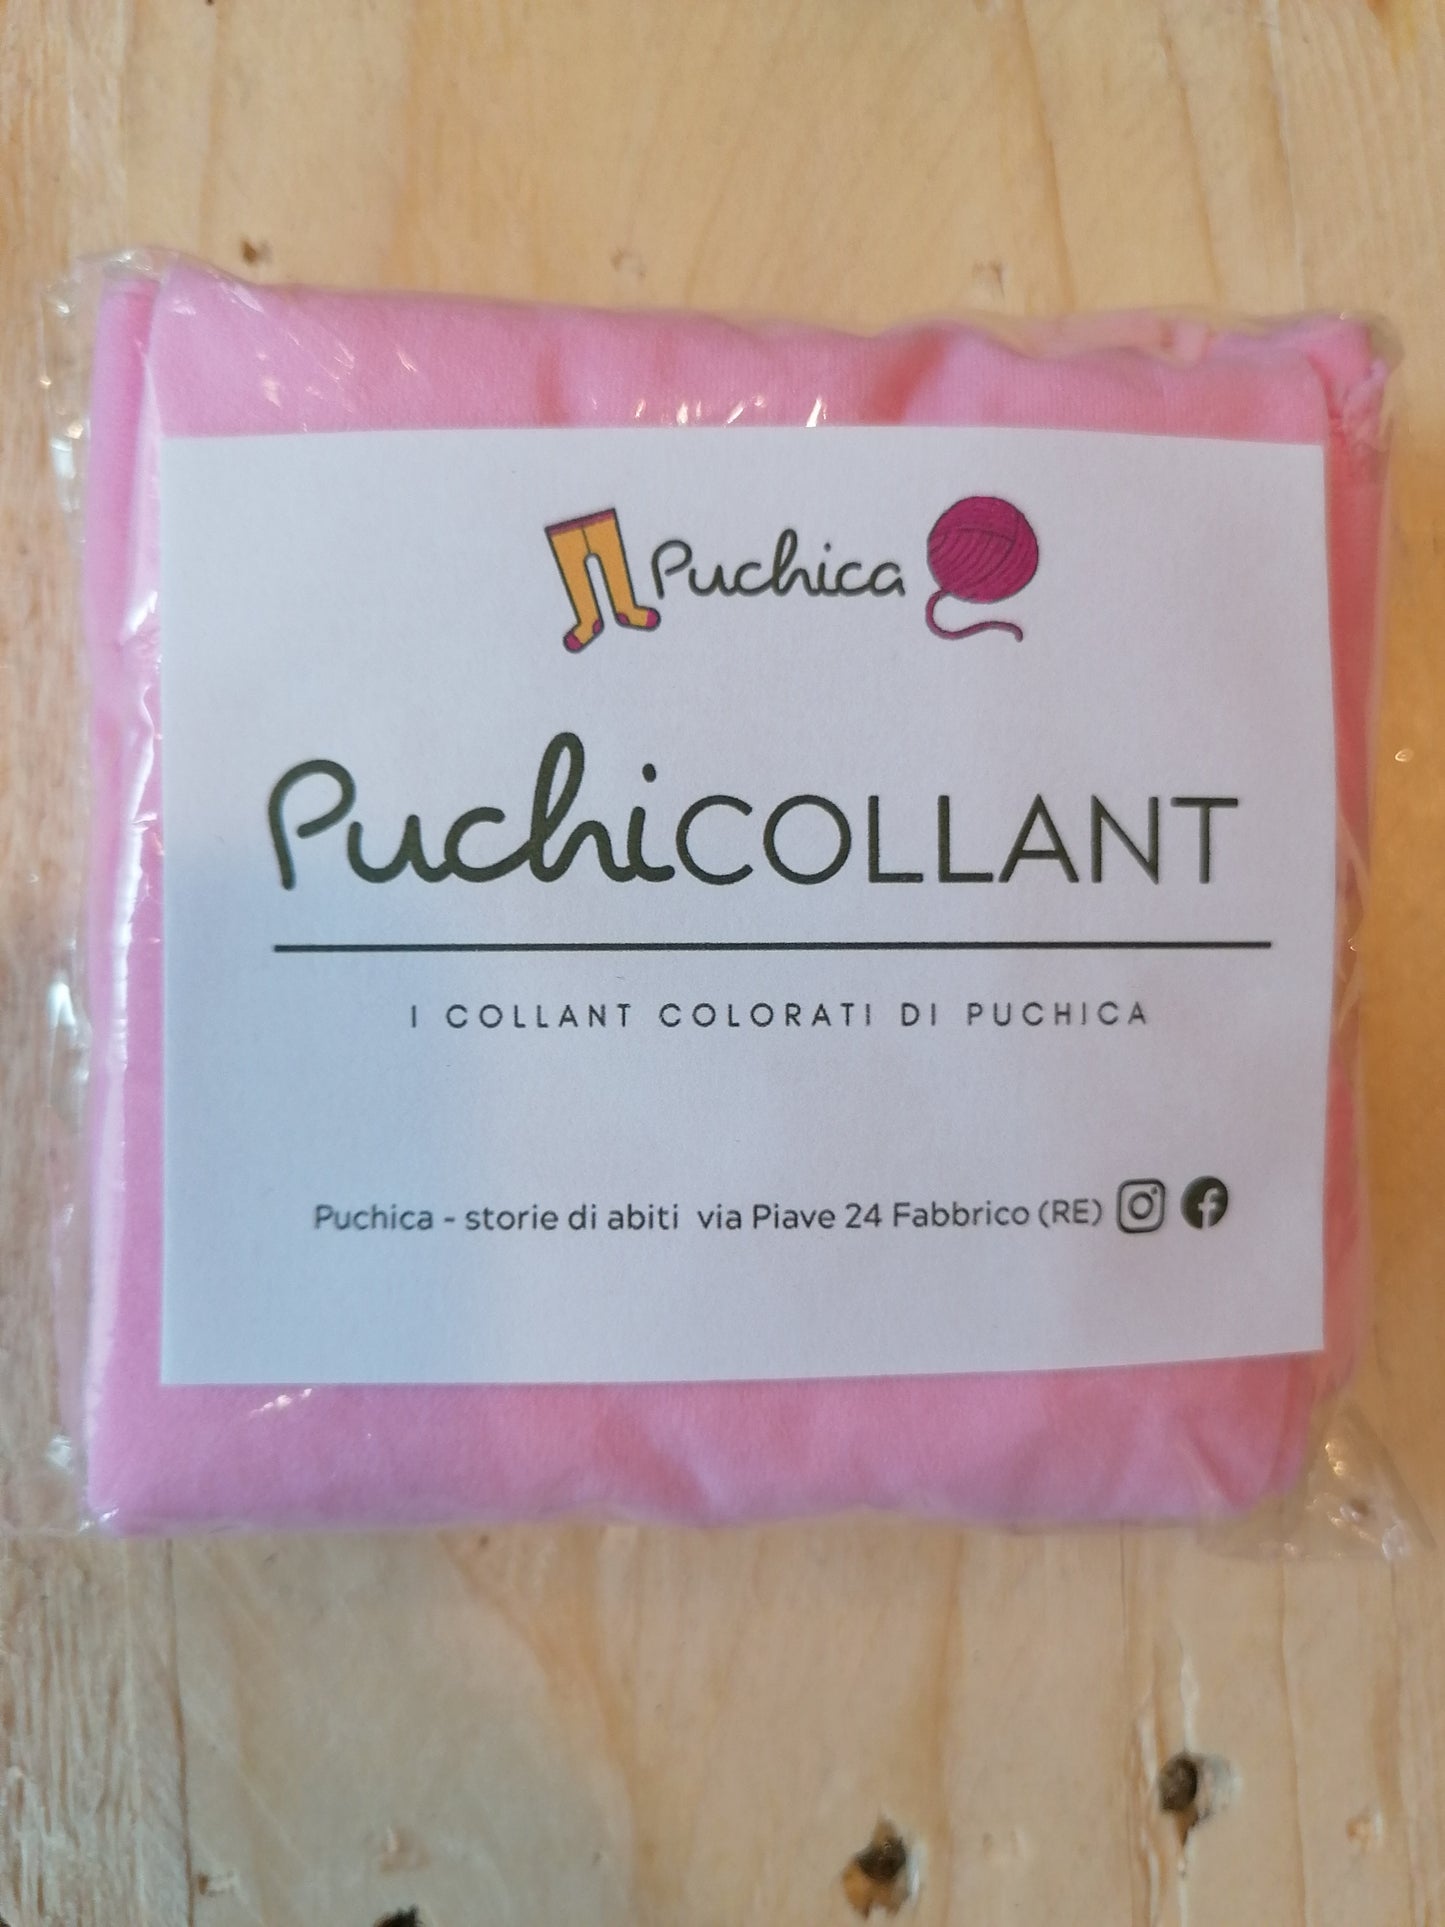 Puchica
PuchiCOLLANT
I COLLANT COLORATI DI PUCHICA
Puchica - storie di abiti via Piave 24 Fabbrico (RE)